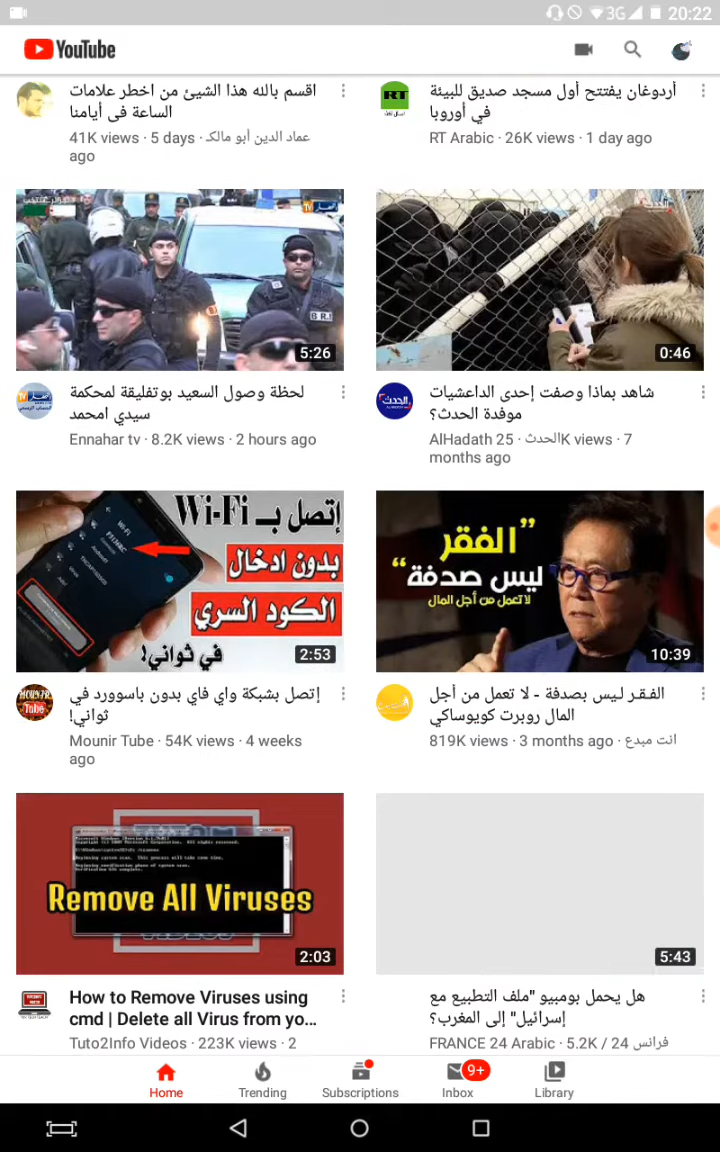 3G 20:22
YouTube
اقسم بالله هذا الشيئ من اخطر علامات
الساعة فى أيامنا
عماد الدين أبو مالك · 41K views · 5 days
ago
RT
أردوغان يفتتح أول مسجد صديق للبيئة
في أوروبا
RT Arabic · 26K views · 1 day ago
5:26
لحظة وصول السعيد بوتفليقة لمحكمة
سيدي امحمد
Ennahar tv · 8.2K views · 2 hours ago
0:46
شاهد بماذا وصفت إحدى الداعشيات
موفدة الحدث؟
AlHadath الحدث · 25K views · 7
months ago
إتصل بـ Wi-Fi
بدون ادخال
الكود السري
في ثواني!
2:53
إتصل بشبكة واي فاي بدون باسوورد في
ثواني!
Mounir Tube · 54K views · 4 weeks
ago
"الفقر
ليس صدفة"
لا تعمل من أجل المال
10:39
الفـقـر لـيس بصدفة - لا تعمل من أجل
المال روبرت كويوساكي
انت مبدع · 819K views · 3 months ago
Remove All Viruses
2:03
How to Remove Viruses using
cmd | Delete all Virus from yo...
Tuto2Info Videos · 223K views · 2
5:43
هل يحمل بومبيو "ملف التطبيع مع
إسرائيل" إلى المغرب؟
FRANCE 24 Arabic · 5.2K / فرانس 24
9+
Home Trending Subscriptions Inbox Library